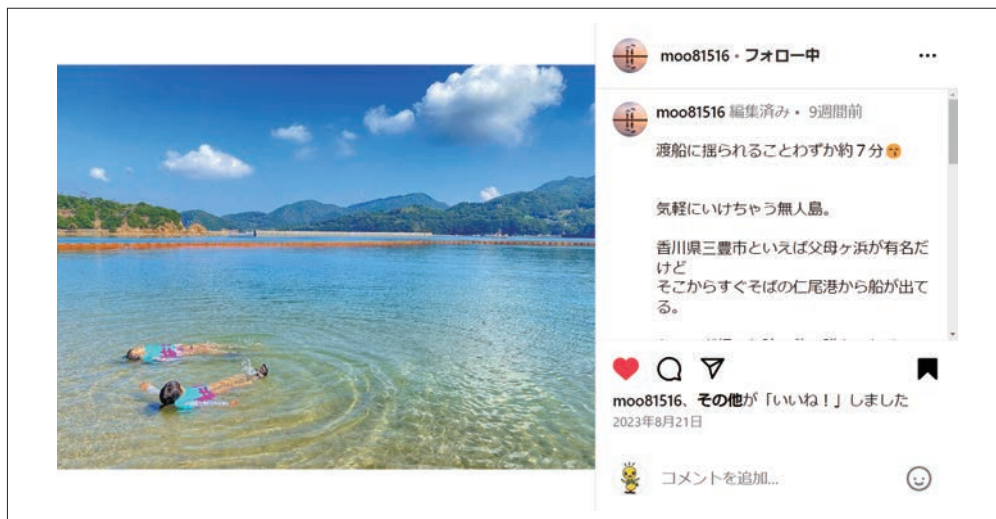 moo81516・フォロー中
moo81516 編集済み・ 9週間前
渡船に揺られることわずか約７分
気軽にいけちゃう無人島。
香川県三豊市といえば父母ヶ浜が有名だ
けど
そこからすぐそばの仁尾港から船が出て
る。
moo81516、その他が「いいね！」しました
2023年8月21日
コメントを追加...